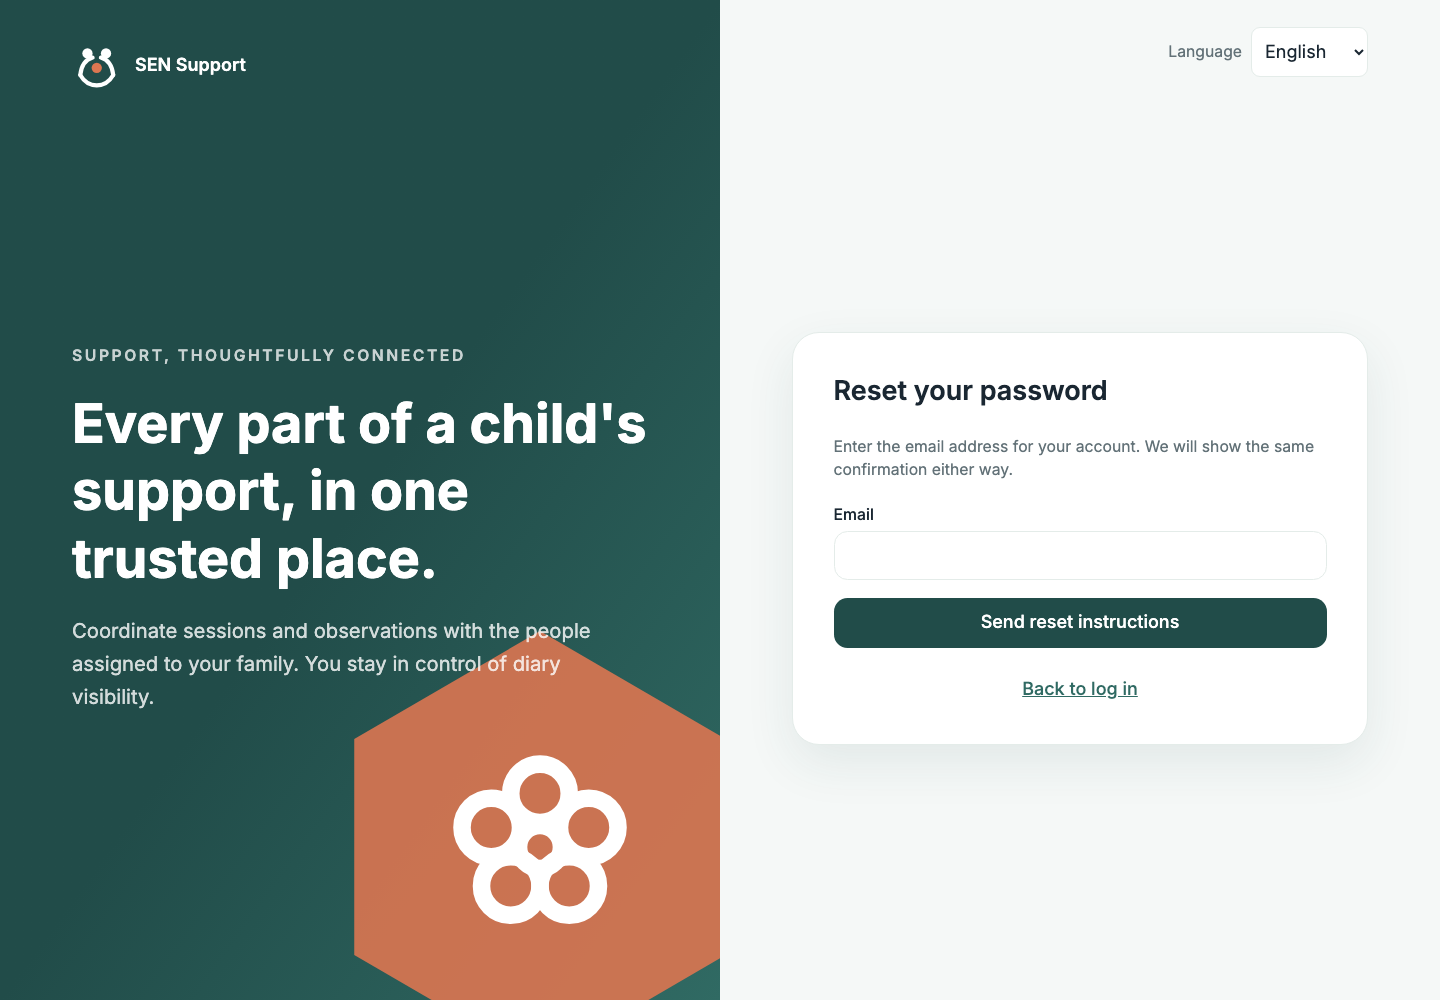 SEN Support
Language
English
SUPPORT, THOUGHTFULLY CONNECTED
Every part of a child's
support, in one
trusted place.
Coordinate sessions and observations with the people
assigned to your family. You stay in control of diary
visibility.
Reset your password
Enter the email address for your account. We will show the same
confirmation either way.
Email
Send reset instructions
Back to log in